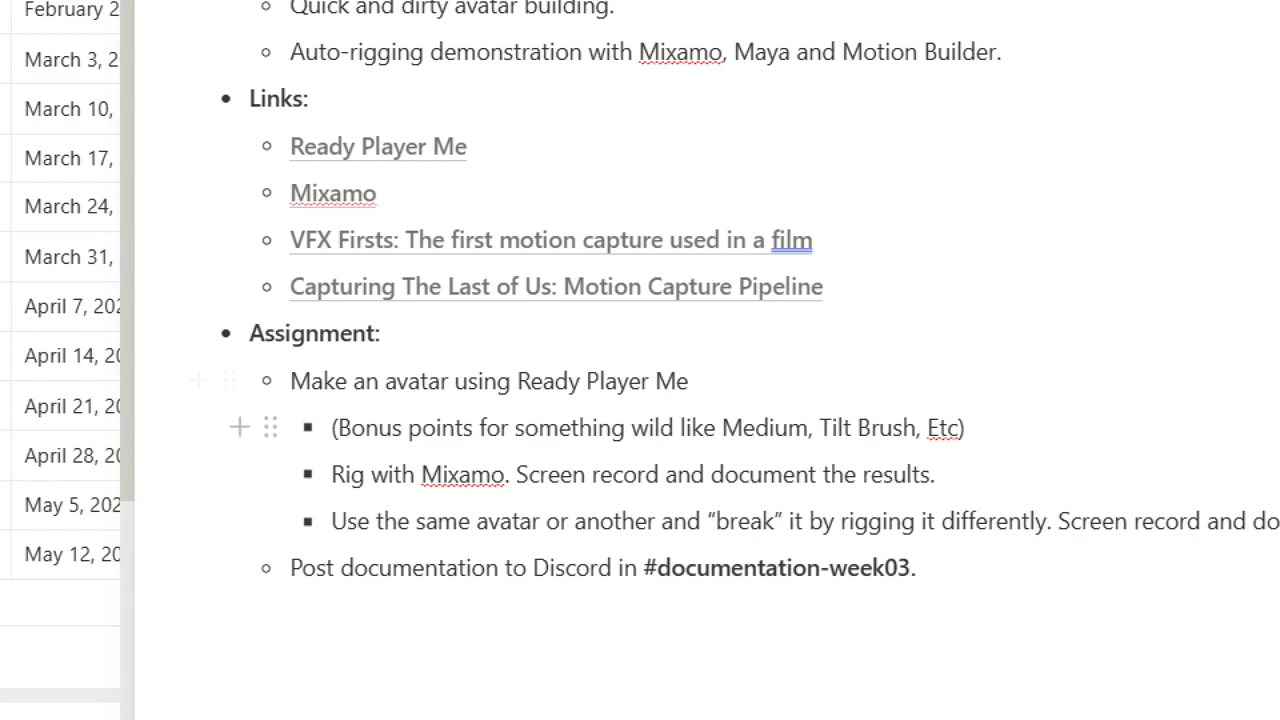 February 2
March 3, 2
March 10,
March 17,
March 24,
March 31,
April 7, 202
April 14, 20
April 21, 20
April 28, 20
May 5, 202
May 12, 20
Quick and dirty avatar building.
Auto-rigging demonstration with Mixamo, Maya and Motion Builder.
Links:
Ready Player Me
Mixamo
VFX Firsts: The first motion capture used in a film
Capturing The Last of Us: Motion Capture Pipeline
Assignment:
Make an avatar using Ready Player Me
(Bonus points for something wild like Medium, Tilt Brush, Etc)
Rig with Mixamo. Screen record and document the results.
Use the same avatar or another and “break” it by rigging it differently. Screen record and do
Post documentation to Discord in #documentation-week03.